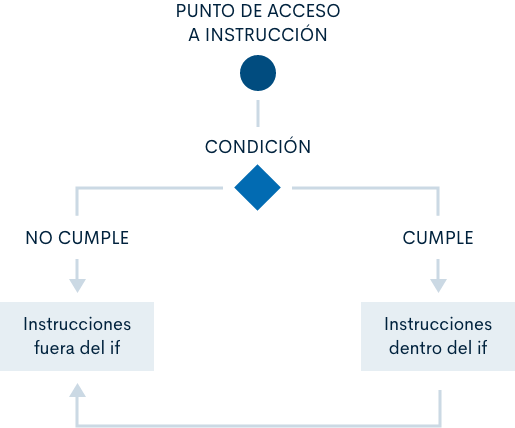 PUNTO DE ACCESO
A INSTRUCCIÓN
CONDICIÓN
NO CUMPLE
CUMPLE
Instrucciones
fuera del if
Instrucciones
dentro del if